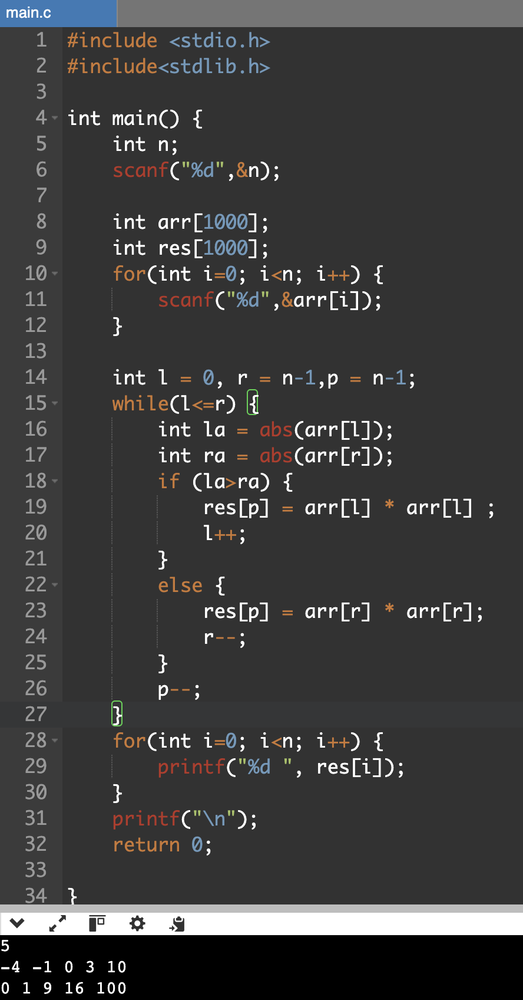 main.c
1 #include <stdio.h>
2 #include<stdlib.h>
3
4 int main() {
5     int n;
6     scanf("%d",&n);
7
8     int arr[1000];
9     int res[1000];
10     for(int i=0; i<n; i++) {
11         scanf("%d",&arr[i]);
12     }
13
14     int l = 0, r = n-1,p = n-1;
15     while(l<=r) {
16         int la = abs(arr[l]);
17         int ra = abs(arr[r]);
18         if (la>ra) {
19             res[p] = arr[l] * arr[l] ;
20             l++;
21         }
22         else {
23             res[p] = arr[r] * arr[r];
24             r--;
25         }
26         p--;
27     }
28     for(int i=0; i<n; i++) {
29         printf("%d ", res[i]);
30     }
31     printf("\n");
32     return 0;
33
34 }
5
-4 -1 0 3 10
0 1 9 16 100